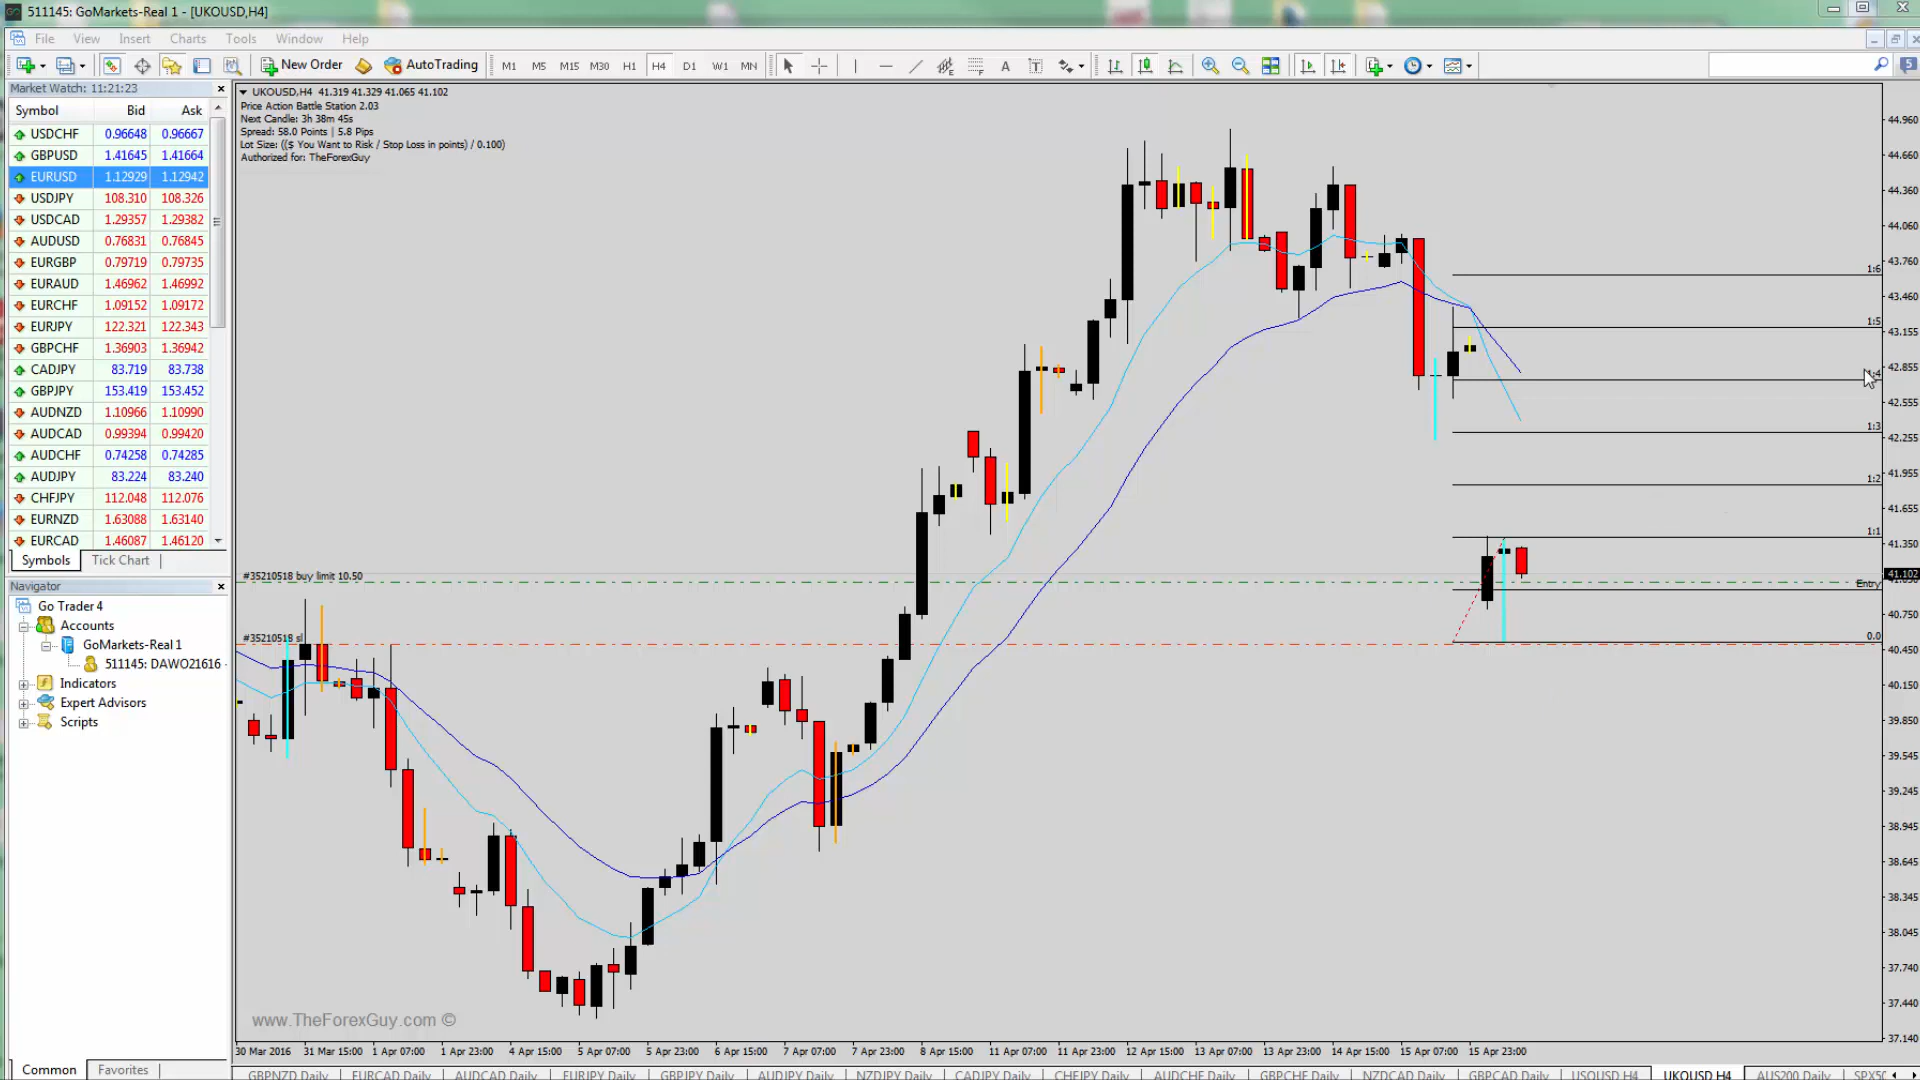 511145: GoMarkets-Real 1 - [UKOUSD,H4]
File View Insert Charts Tools Window Help
New Order AutoTrading M1 M5 M15 M30 H1 H4 D1 W1 MN A T 5
Market Watch: 11:21:23
Symbol Bid Ask
USDCHF 0.96648 0.96667
GBPUSD 1.41645 1.41664
EURUSD 1.12929 1.12942
USDJPY 108.310 108.326
USDCAD 1.29357 1.29382
AUDUSD 0.76831 0.76845
EURGBP 0.79719 0.79735
EURAUD 1.46962 1.46992
EURCHF 1.09152 1.09172
EURJPY 122.321 122.343
GBPCHF 1.36903 1.36942
CADJPY 83.719 83.738
GBPJPY 153.419 153.452
AUDNZD 1.10966 1.10990
AUDCAD 0.99394 0.99420
AUDCHF 0.74258 0.74285
AUDJPY 83.224 83.240
CHFJPY 112.048 112.076
EURNZD 1.63088 1.63140
EURCAD 1.46087 1.46120
Symbols Tick Chart
Navigator
Go Trader 4
Accounts
GoMarkets-Real 1
511145: DAWO21616
Indicators
Expert Advisors
Scripts
Common Favorites
UKOUSD,H4 41.319 41.329 41.065 41.102
Price Action Battle Station 2.03
Next Candle: 3h 38m 45s
Spread: 58.0 Points | 5.8 Pips
Lot Size: (($ You Want to Risk / Stop Loss in points) / 0.100)
Authorized for: TheForexGuy
1:6
1:5
1:3
1:2
1:1
#35210518 buy limit 10.50
Entry
#35210518 sl
0.0
44.960
44.660
44.360
44.060
43.760
43.460
43.155
42.855
42.555
42.255
41.955
41.655
41.350
41.102
40.750
40.450
40.150
39.850
39.545
39.245
38.945
38.645
38.345
38.045
37.740
37.440
37.140
www.TheForexGuy.com ©
30 Mar 2016 31 Mar 15:00 1 Apr 07:00 1 Apr 23:00 4 Apr 15:00 5 Apr 07:00 5 Apr 23:00 6 Apr 15:00 7 Apr 07:00 7 Apr 23:00 8 Apr 15:00 11 Apr 07:00 11 Apr 23:00 12 Apr 15:00 13 Apr 07:00 13 Apr 23:00 14 Apr 15:00 15 Apr 07:00 15 Apr 23:00
GBPNZD Daily EURCAD Daily AUDCAD Daily EURJPY Daily GBPJPY Daily AUDJPY Daily NZDJPY Daily CADJPY Daily CHFJPY Daily AUDCHF Daily GBPCHF Daily NZDCAD Daily GBPCAD Daily USOUSD H4 UKOUSD H4 AUS200 Daily